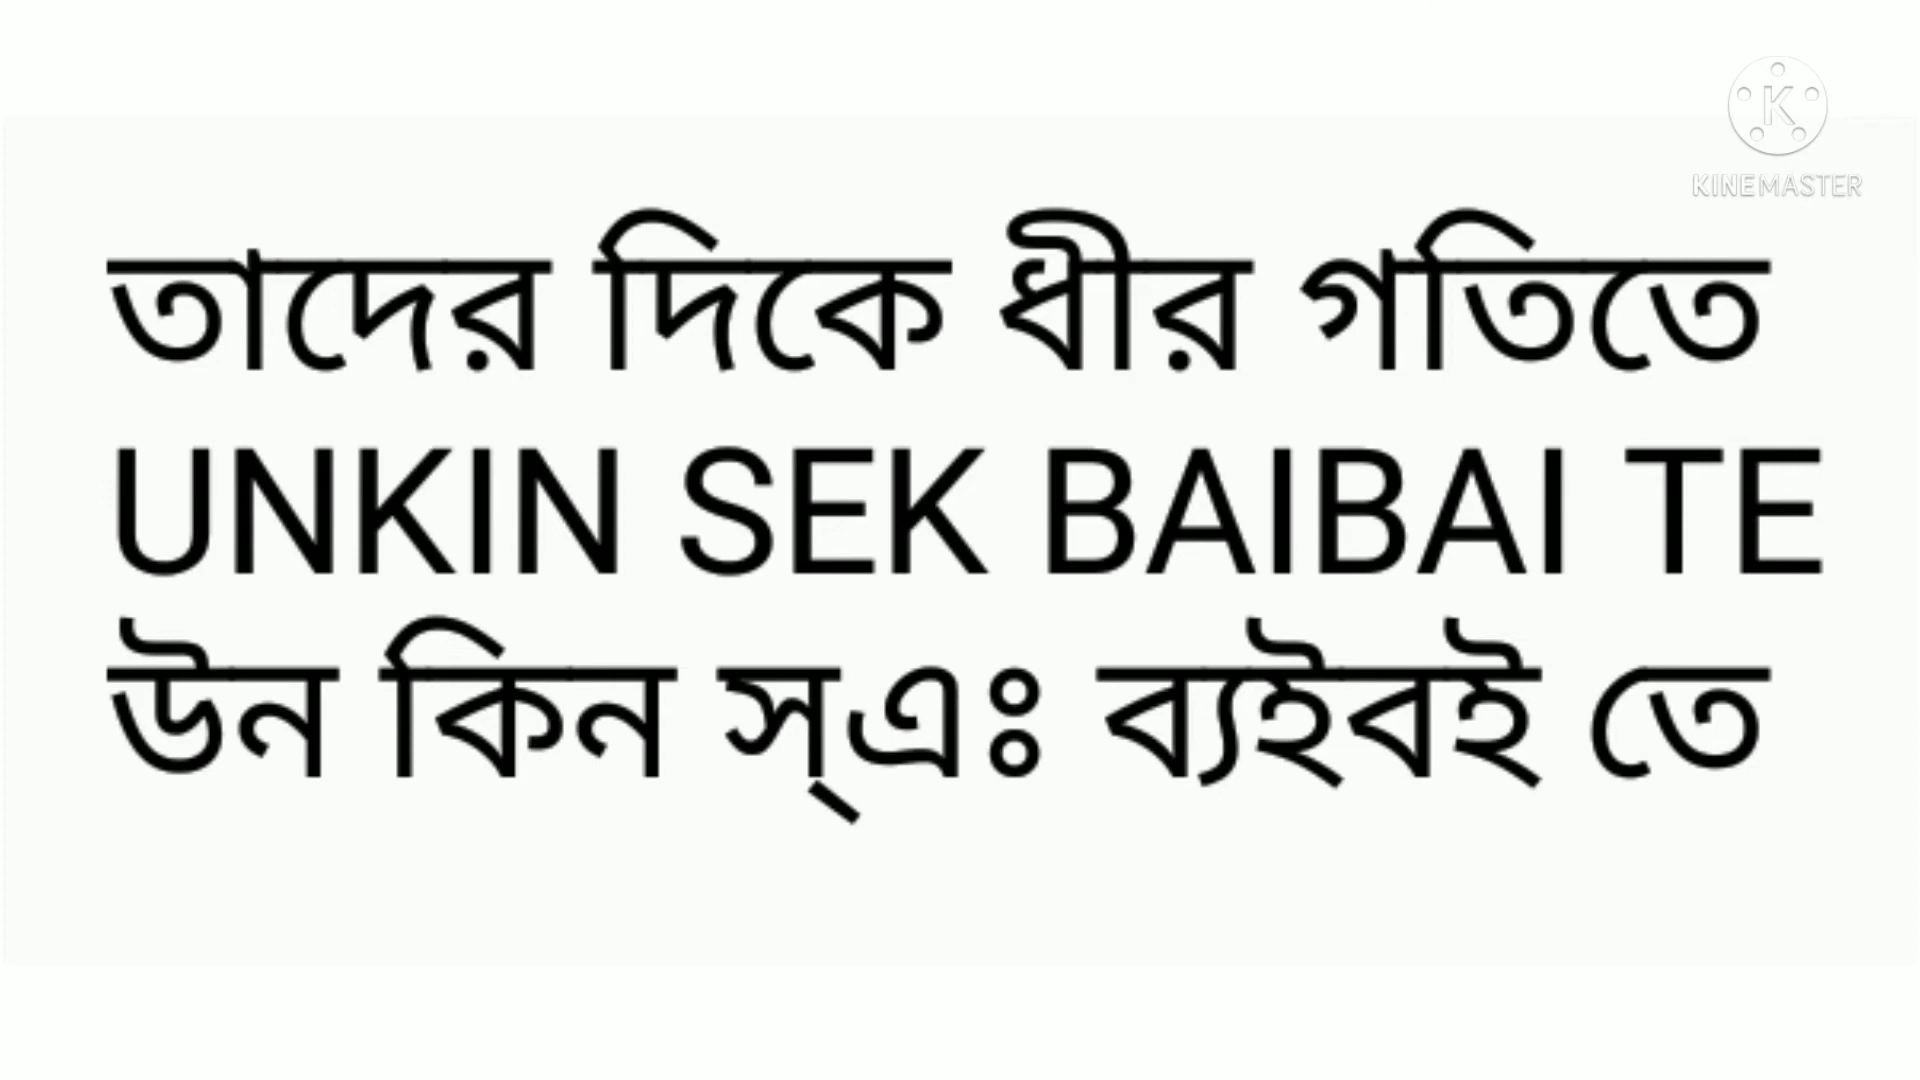 KINEMASTER
তাদের দিকে ধীর গতিতে
UNKIN SEK BAIBAI TE
উন কিন স্এঃ ব্যইবই তে